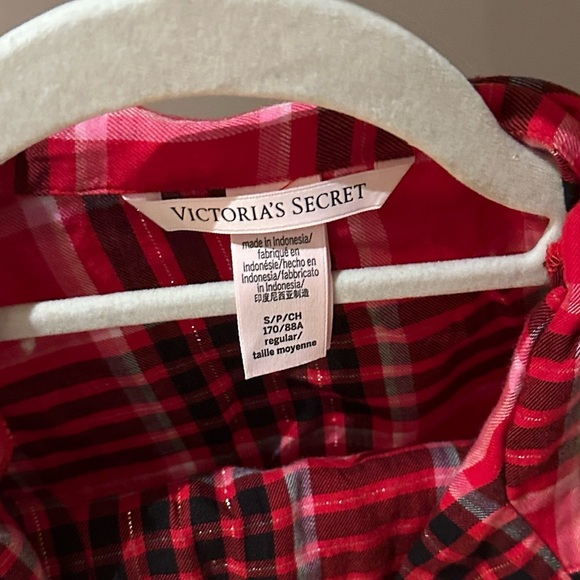 VICTORIA'S SECRET
made in Indonesia/
fabriqué en
Indonésie/hecho en
Indonesia/fabbricato
in Indonesia/
印度尼西亚制造
S/P/CH
170/88A
regular/
taille moyenne